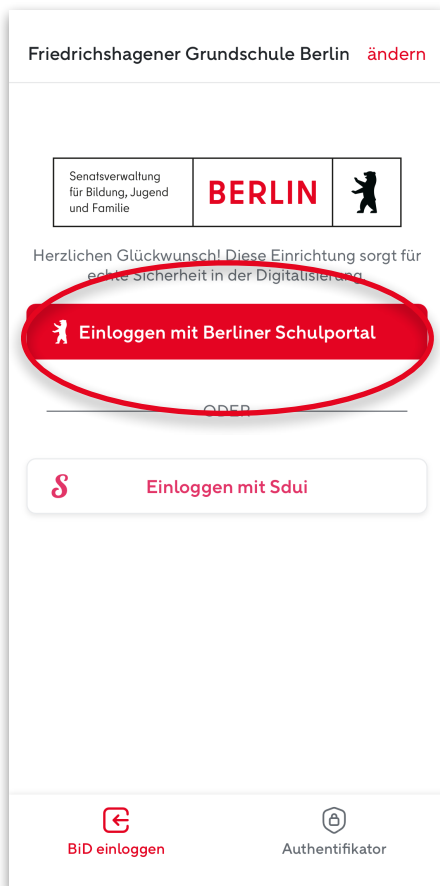 Friedrichshagener Grundschule Berlin ändern
Senatsverwaltung
für Bildung, Jugend
und Familie
BERLIN
Herzlichen Glückwunsch! Diese Einrichtung sorgt für
echte Sicherheit in der Digitalisierung.
Einloggen mit Berliner Schulportal
ODER
S
Einloggen mit Sdui
BiD einloggen
Authentifikator